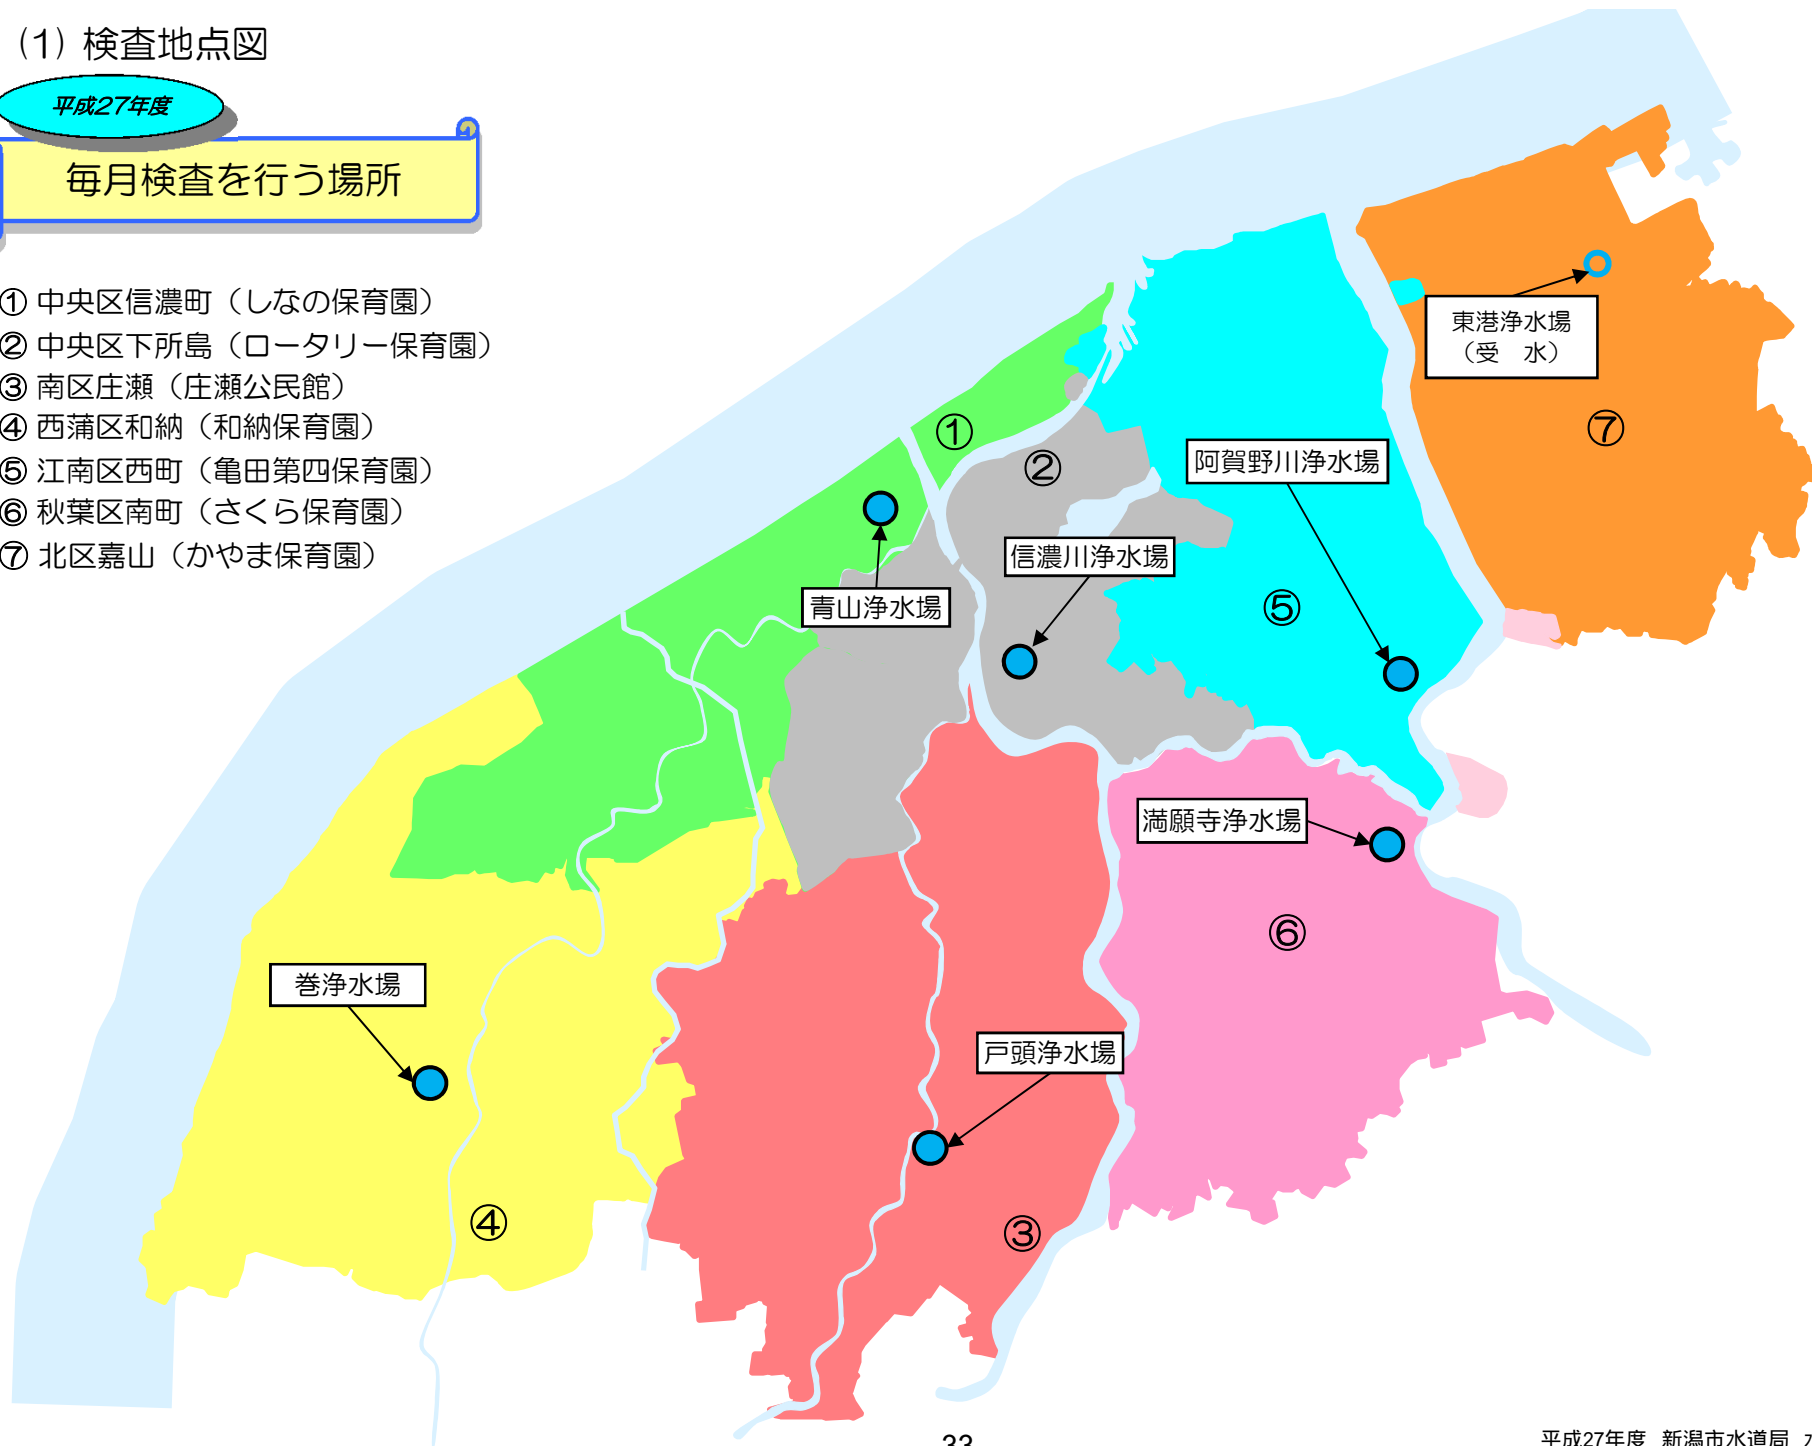 (1) 検査地点図
平成27年度
毎月検査を行う場所
① 中央区信濃町（しなの保育園）
② 中央区下所島（ロータリー保育園）
③ 南区庄瀬（庄瀬公民館）
④ 西蒲区和納（和納保育園）
⑤ 江南区西町（亀田第四保育園）
⑥ 秋葉区南町（さくら保育園）
⑦ 北区嘉山（かやま保育園）
東港浄水場
（受　水）
①
②
⑦
阿賀野川浄水場
信濃川浄水場
青山浄水場
⑤
満願寺浄水場
⑥
巻浄水場
戸頭浄水場
④
③
33
平成27年度 新潟市水道局